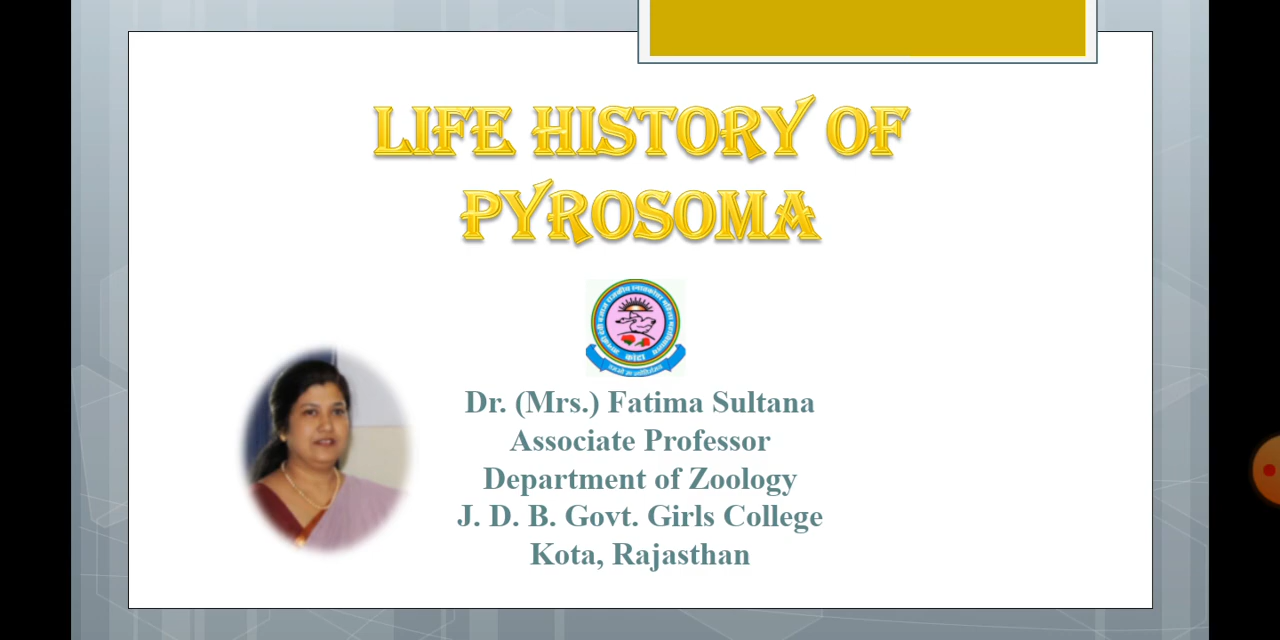 LIFE HISTORY OF
PYROSOMA
कोटा
Dr. (Mrs.) Fatima Sultana
Associate Professor
Department of Zoology
J. D. B. Govt. Girls College
Kota, Rajasthan